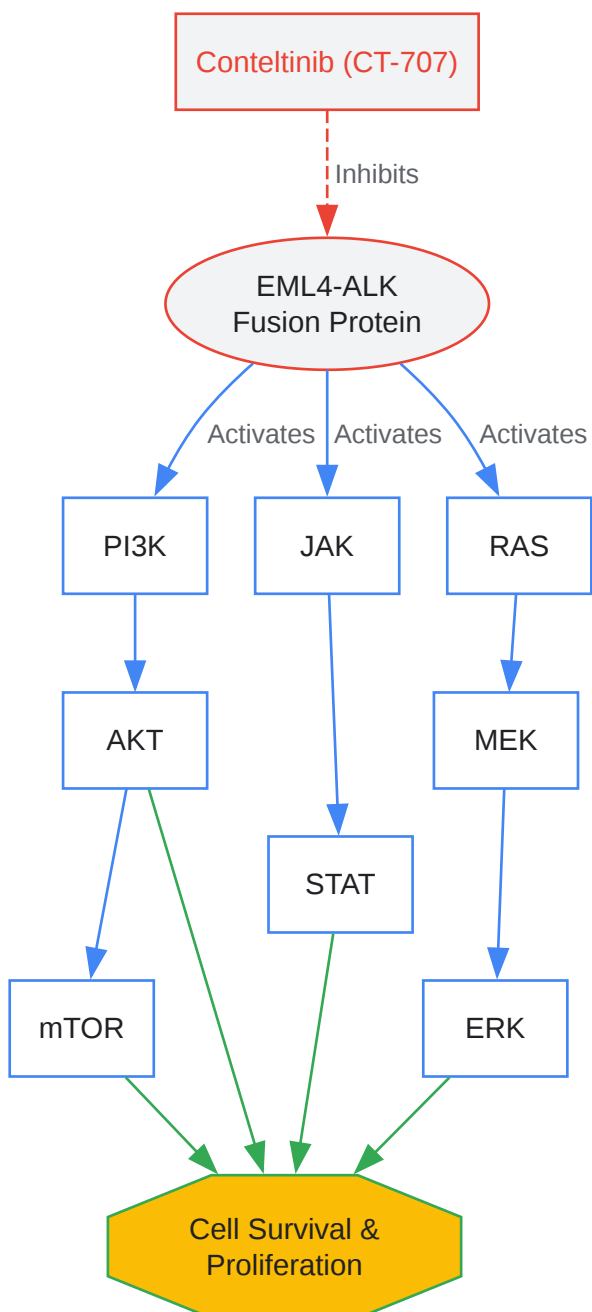 Conteltinib (CT-707)
Inhibits
EML4-ALK
Fusion Protein
Activates
Activates
Activates
PI3K
JAK
RAS
AKT
MEK
STAT
mTOR
ERK
Cell Survival &
Proliferation